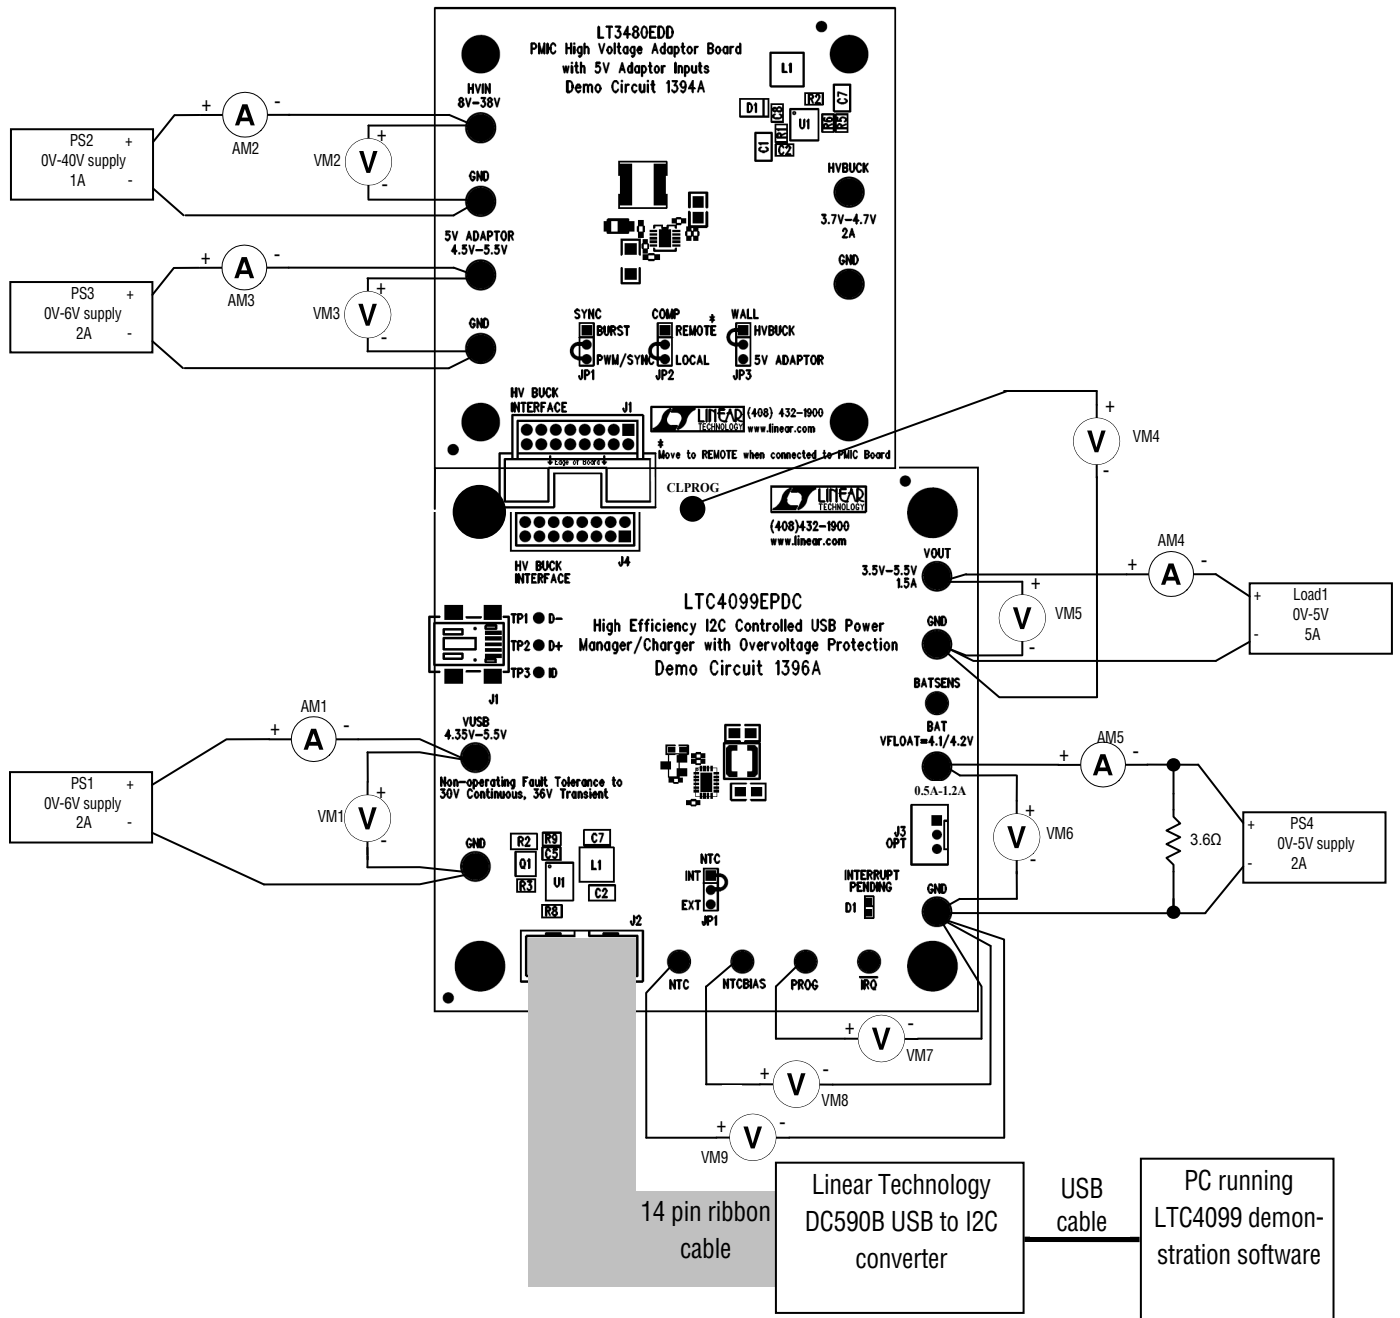 LT3480EDD
PMIC High Voltage Adaptor Board
with 5V Adaptor Inputs
Demo Circuit 1394A
HVIN
8V-38V
L1
D1
C8
R2
C7
R1
U1
R6
R5
C1
C2
+
A
-
AM2
PS2 +
0V-40V supply
1A -
VM2
+
V
-
GND
HVBUCK
3.7V-4.7V
2A
GND
5V ADAPTOR
4.5V-5.5V
+
A
-
AM3
PS3 +
0V-6V supply
2A -
VM3
+
V
-
GND
SYNC
BURST
PWM/SYNC
JP1
COMP
*
REMOTE
LOCAL
JP2
WALL
HVBUCK
5V ADAPTOR
JP3
HV BUCK
INTERFACE
J1
LINEAR
TECHNOLOGY
(408) 432-1900
www.linear.com
*
Move to REMOTE when connected to PMIC Board
Edge of Board
CLPROG
LINEAR
TECHNOLOGY
(408)432-1900
www.linear.com
+
V
-
VM4
J4
HV BUCK
INTERFACE
VOUT
3.5V-5.5V
1.5A
GND
+
V
-
VM5
AM4
+
A
-
+ Load1
0V-5V
- 5A
LTC4099EPDC
High Efficiency I2C Controlled USB Power
Manager/Charger with Overvoltage Protection
Demo Circuit 1396A
TP1 D-
TP2 D+
TP3 ID
J1
BATSENS
BAT
VFLOAT=4.1/4.2V
0.5A-1.2A
AM1
+
A
-
VUSB
4.35V-5.5V
Non-operating Fault Tolerance to
30V Continuous, 36V Transient
PS1 +
0V-6V supply
2A -
VM1
+
V
-
GND
AM5
+
A
-
+
V
-
VM6
3.6Ω
+ PS4
0V-5V supply
- 2A
J3
OPT
R2
R9
C7
C5
Q1
U1
L1
R3
C2
R8
NTC
INT
EXT
JP1
INTERRUPT
PENDING
D1
GND
J2
NTC
NTCBIAS
PROG
IRQ
+
V
-
VM7
+
V
-
VM8
+
V
-
VM9
14 pin ribbon
cable
Linear Technology
DC590B USB to I2C
converter
USB
cable
PC running
LTC4099 demon-
stration software